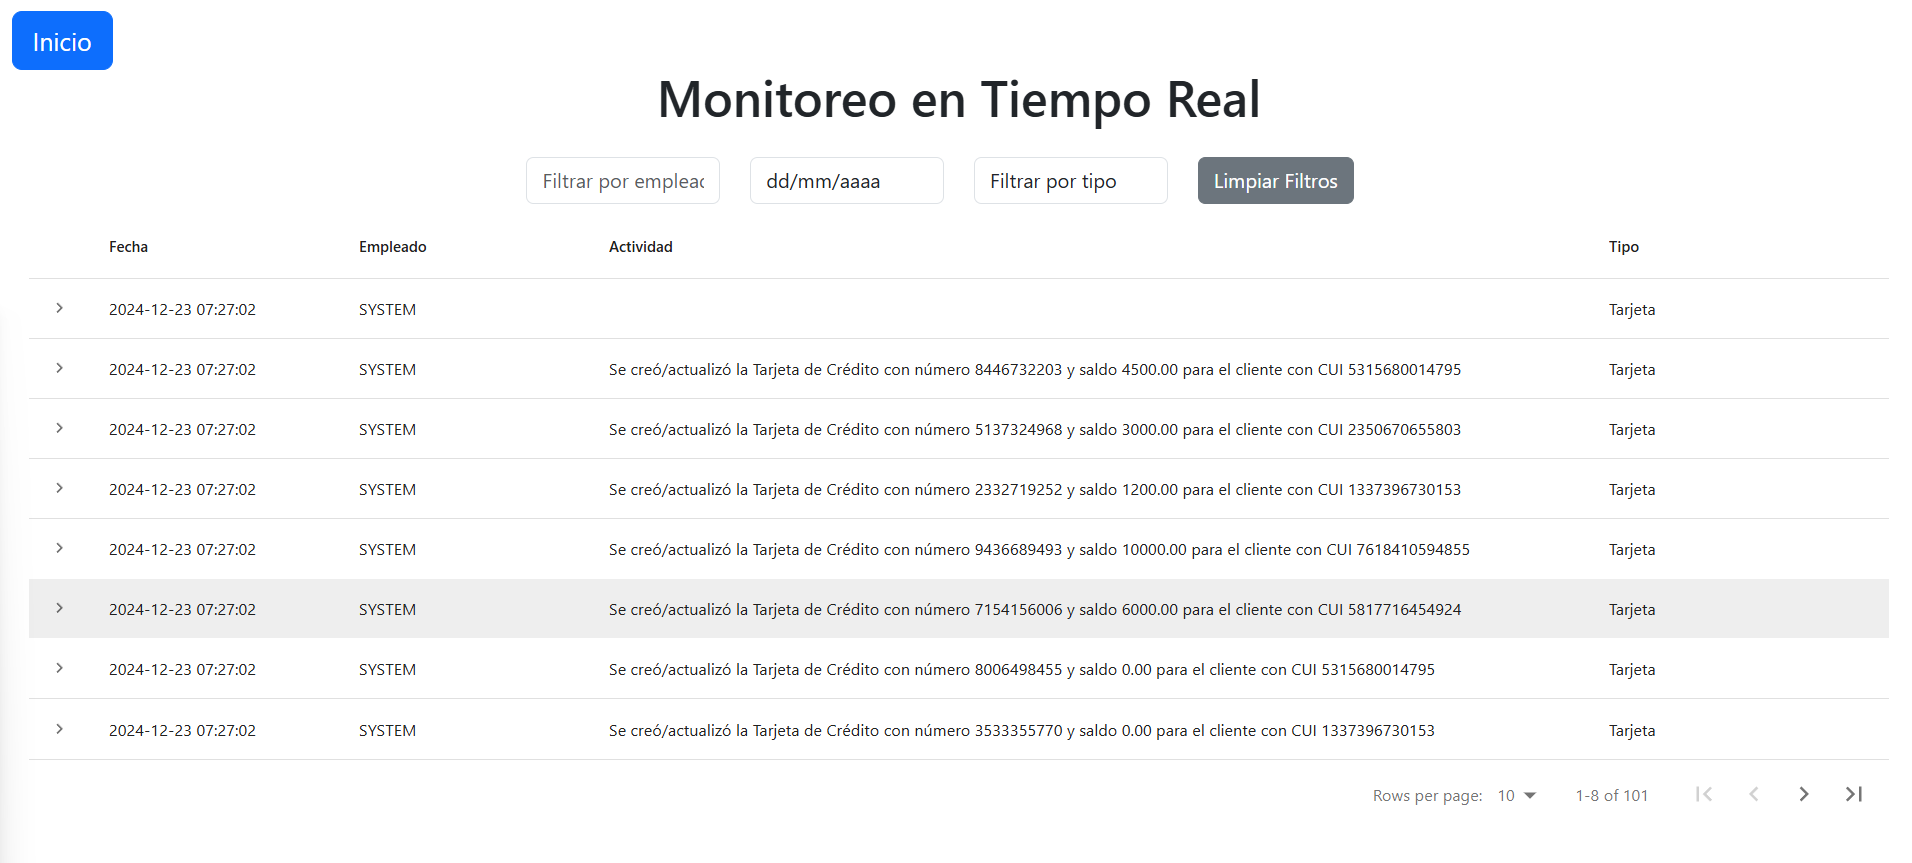 Inicio
Monitoreo en Tiempo Real
Filtrar por emplead dd/mm/aaaa Filtrar por tipo Limpiar Filtros
Fecha Empleado Actividad Tipo
2024-12-23 07:27:02 SYSTEM Tarjeta
2024-12-23 07:27:02 SYSTEM Se creó/actualizó la Tarjeta de Crédito con número 8446732203 y saldo 4500.00 para el cliente con CUI 5315680014795 Tarjeta
2024-12-23 07:27:02 SYSTEM Se creó/actualizó la Tarjeta de Crédito con número 5137324968 y saldo 3000.00 para el cliente con CUI 2350670655803 Tarjeta
2024-12-23 07:27:02 SYSTEM Se creó/actualizó la Tarjeta de Crédito con número 2332719252 y saldo 1200.00 para el cliente con CUI 1337396730153 Tarjeta
2024-12-23 07:27:02 SYSTEM Se creó/actualizó la Tarjeta de Crédito con número 9436689493 y saldo 10000.00 para el cliente con CUI 7618410594855 Tarjeta
2024-12-23 07:27:02 SYSTEM Se creó/actualizó la Tarjeta de Crédito con número 7154156006 y saldo 6000.00 para el cliente con CUI 5817716454924 Tarjeta
2024-12-23 07:27:02 SYSTEM Se creó/actualizó la Tarjeta de Crédito con número 8006498455 y saldo 0.00 para el cliente con CUI 5315680014795 Tarjeta
2024-12-23 07:27:02 SYSTEM Se creó/actualizó la Tarjeta de Crédito con número 3533355770 y saldo 0.00 para el cliente con CUI 1337396730153 Tarjeta
Rows per page: 10 1-8 of 101